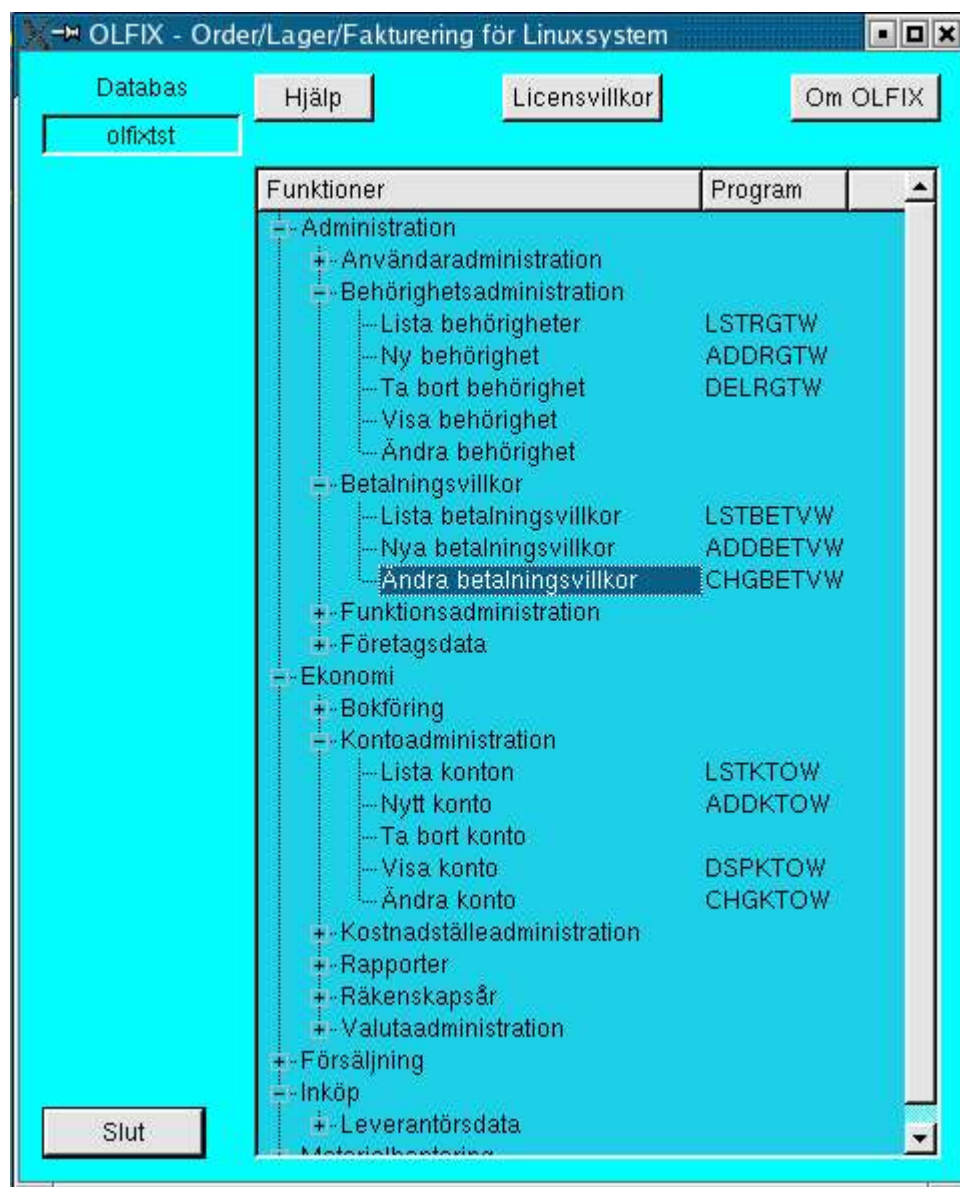 OLFIX - Order/Lager/Fakturering för Linuxsystem
Databas
Hjälp
Licensvillkor
Om OLFIX
olfixtst
Funktioner Program
Administration
Användaradministration
Behörighetsadministration
Lista behörigheter LSTRGTW
Ny behörighet ADDRGTW
Ta bort behörighet DELRGTW
Visa behörighet
Ändra behörighet
Betalningsvillkor
Lista betalningsvillkor LSTBETVW
Nya betalningsvillkor ADDBETVW
Ändra betalningsvillkor CHGBETVW
Funktionsadministration
Företagsdata
Ekonomi
Bokföring
Kontoadministration
Lista konton LSTKTOW
Nytt konto ADDKTOW
Ta bort konto
Visa konto DSPKTOW
Ändra konto CHGKTOW
Kostnadställeadministration
Rapporter
Räkenskapsår
Valutaadministration
Försäljning
Inköp
Leverantörsdata
Materialhantering
Slut